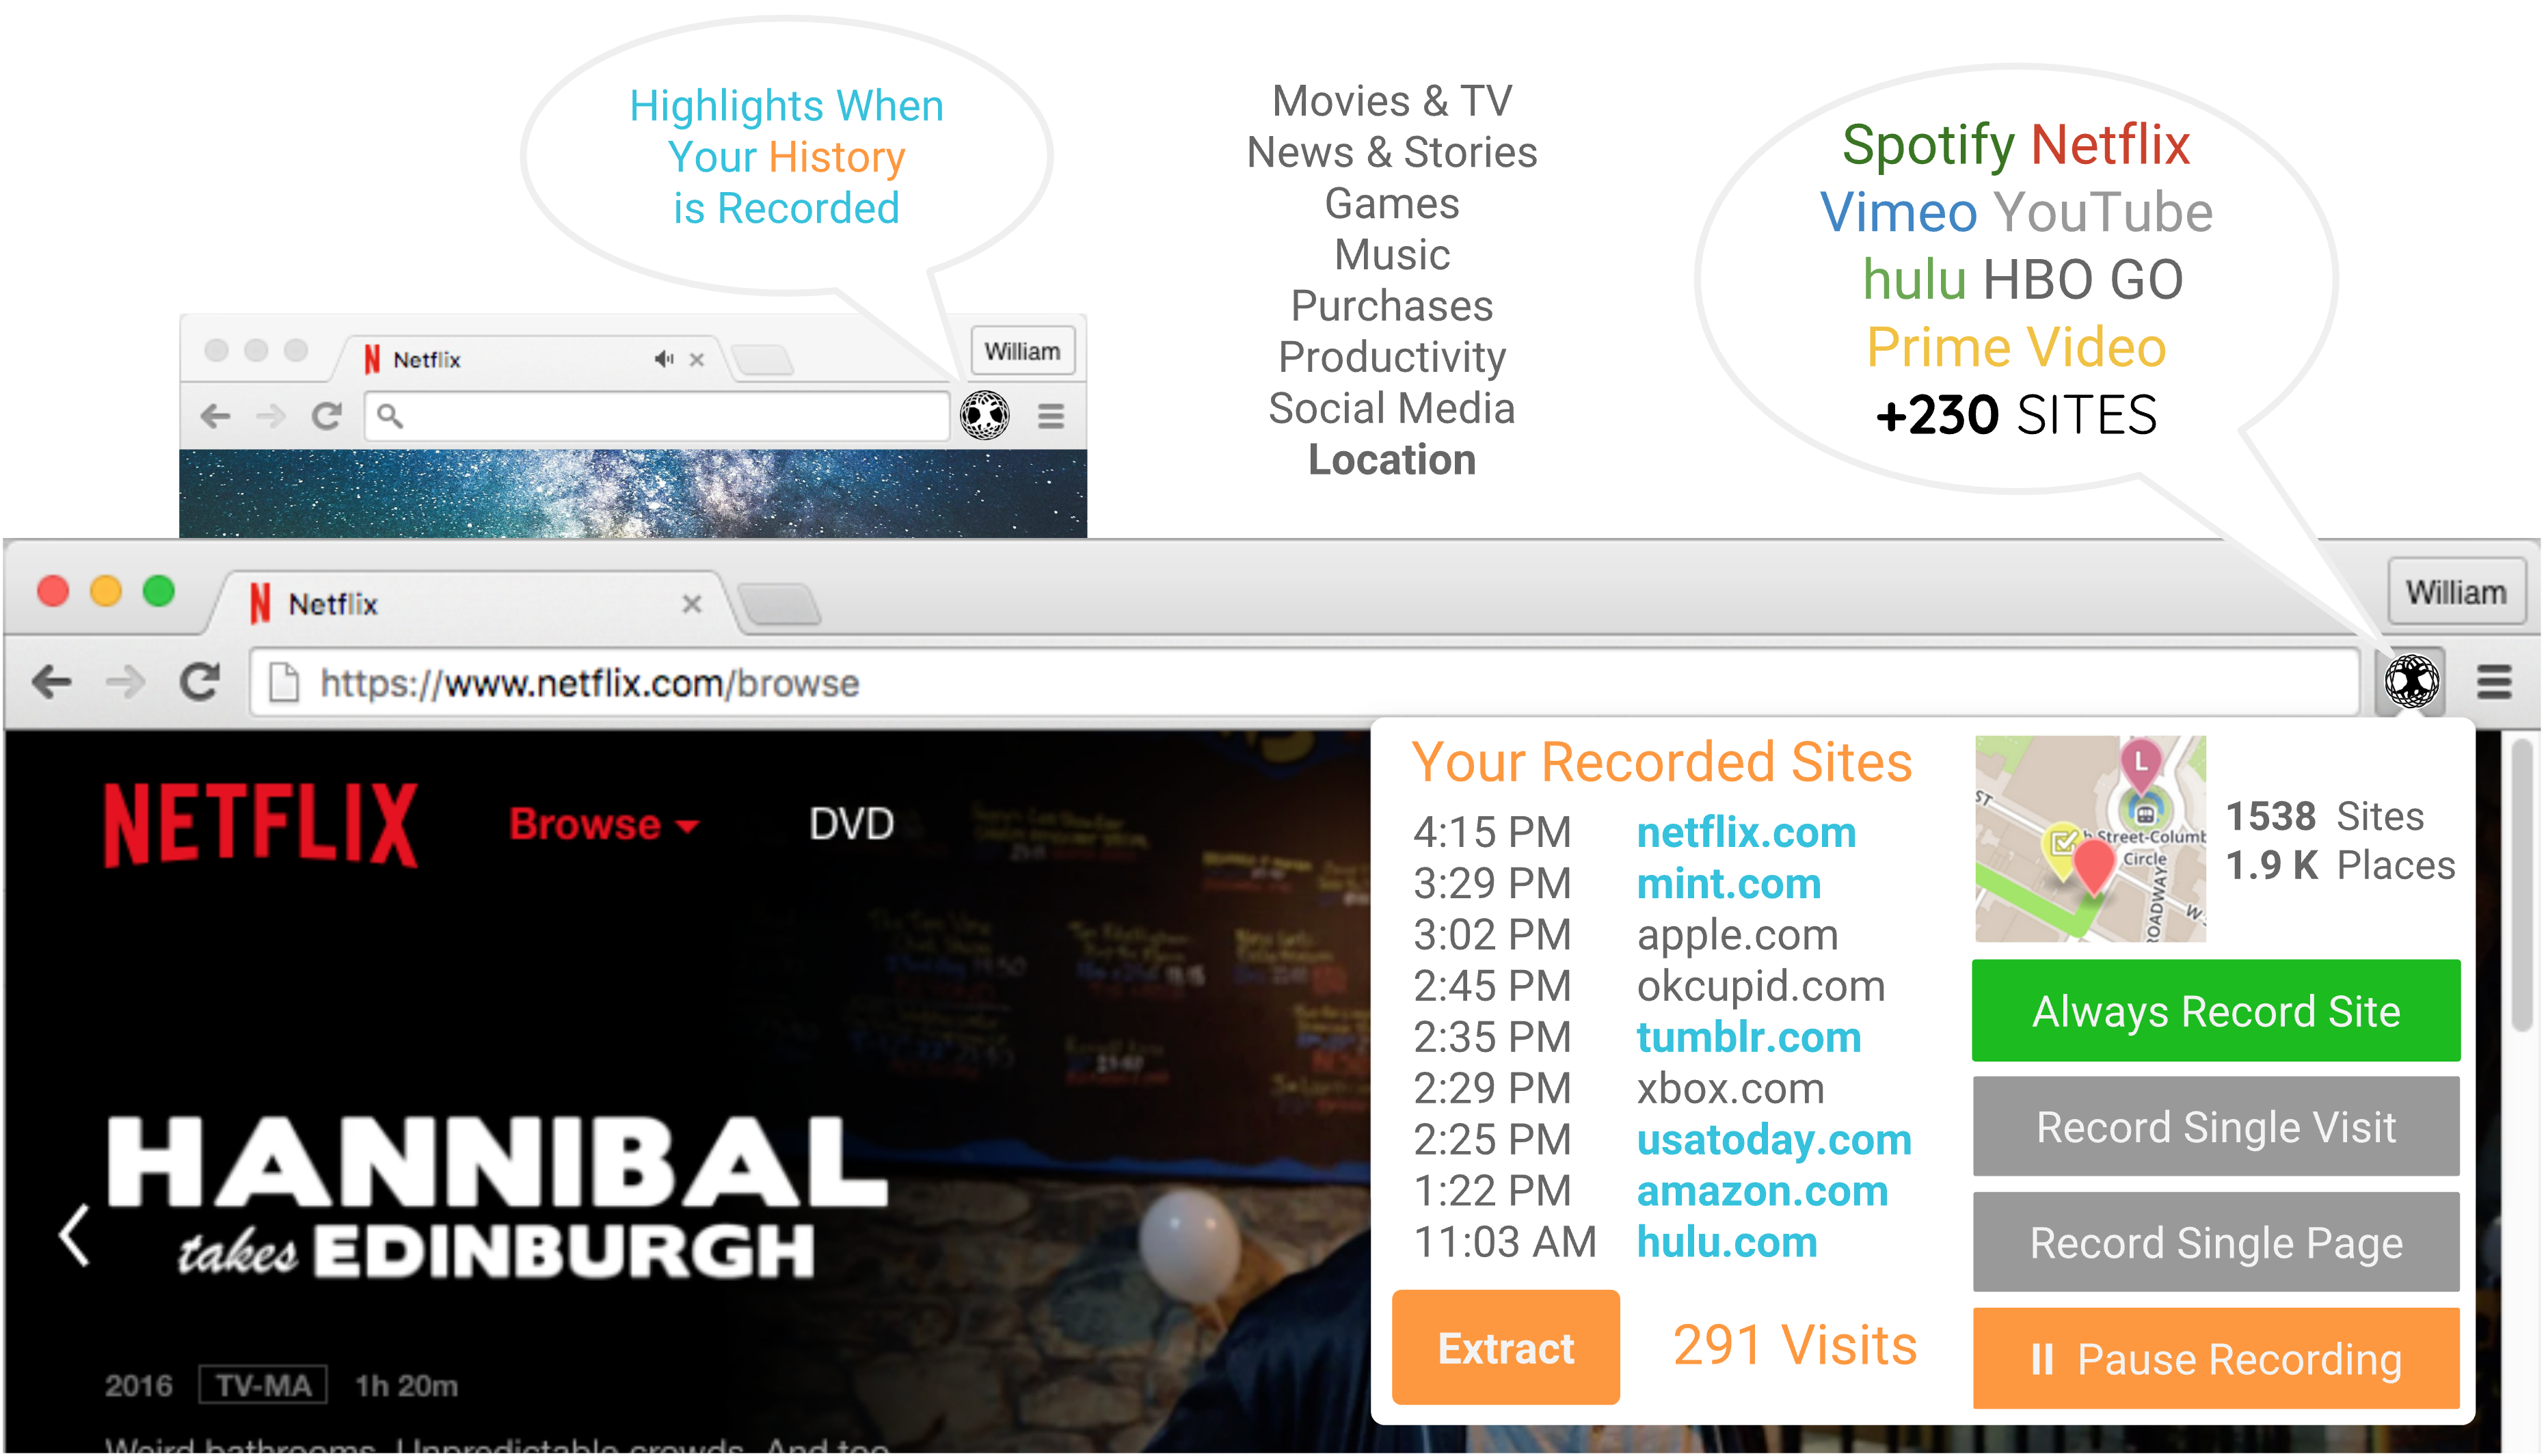 Highlights When
Your History
is Recorded
Movies & TV
News & Stories
Games
Music
Purchases
Productivity
Social Media
Location
Spotify Netflix
Vimeo YouTube
hulu HBO GO
Prime Video
+230 SITES
Netflix
William
Netflix
William
https://www.netflix.com/browse
NETFLIX
Browse
DVD
HANNIBAL
takes EDINBURGH
2016 TV-MA 1h 20m
Weird bathrooms. Unpredictable crowds. And too
Your Recorded Sites
4:15 PM netflix.com
3:29 PM mint.com
3:02 PM apple.com
2:45 PM okcupid.com
2:35 PM tumblr.com
2:29 PM xbox.com
2:25 PM usatoday.com
1:22 PM amazon.com
11:03 AM hulu.com
Extract
291 Visits
L
ST
h Street-Columb
Circle
ROADWAY
W
1538 Sites
1.9 K Places
Always Record Site
Record Single Visit
Record Single Page
Pause Recording